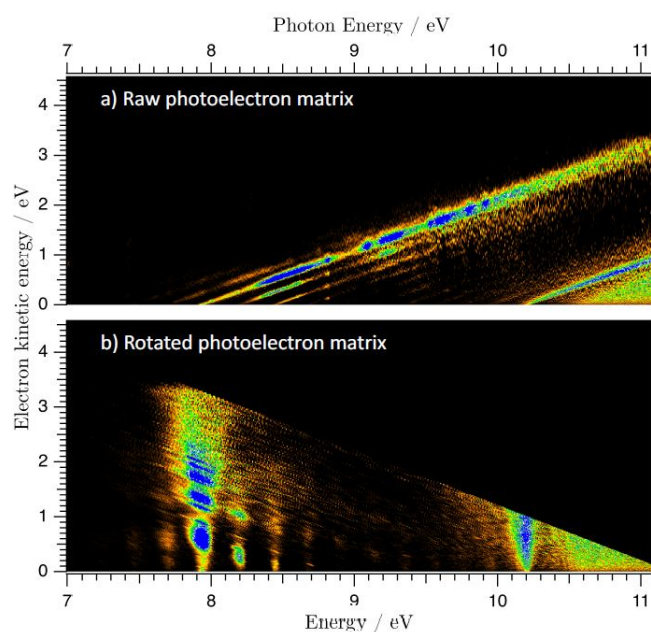 Photon Energy / eV
7 8 9 10 11
a) Raw photoelectron matrix
4
3
2
1
0
Electron kinetic energy / eV
b) Rotated photoelectron matrix
4
3
2
1
0
7 8 9 10 11
Energy / eV